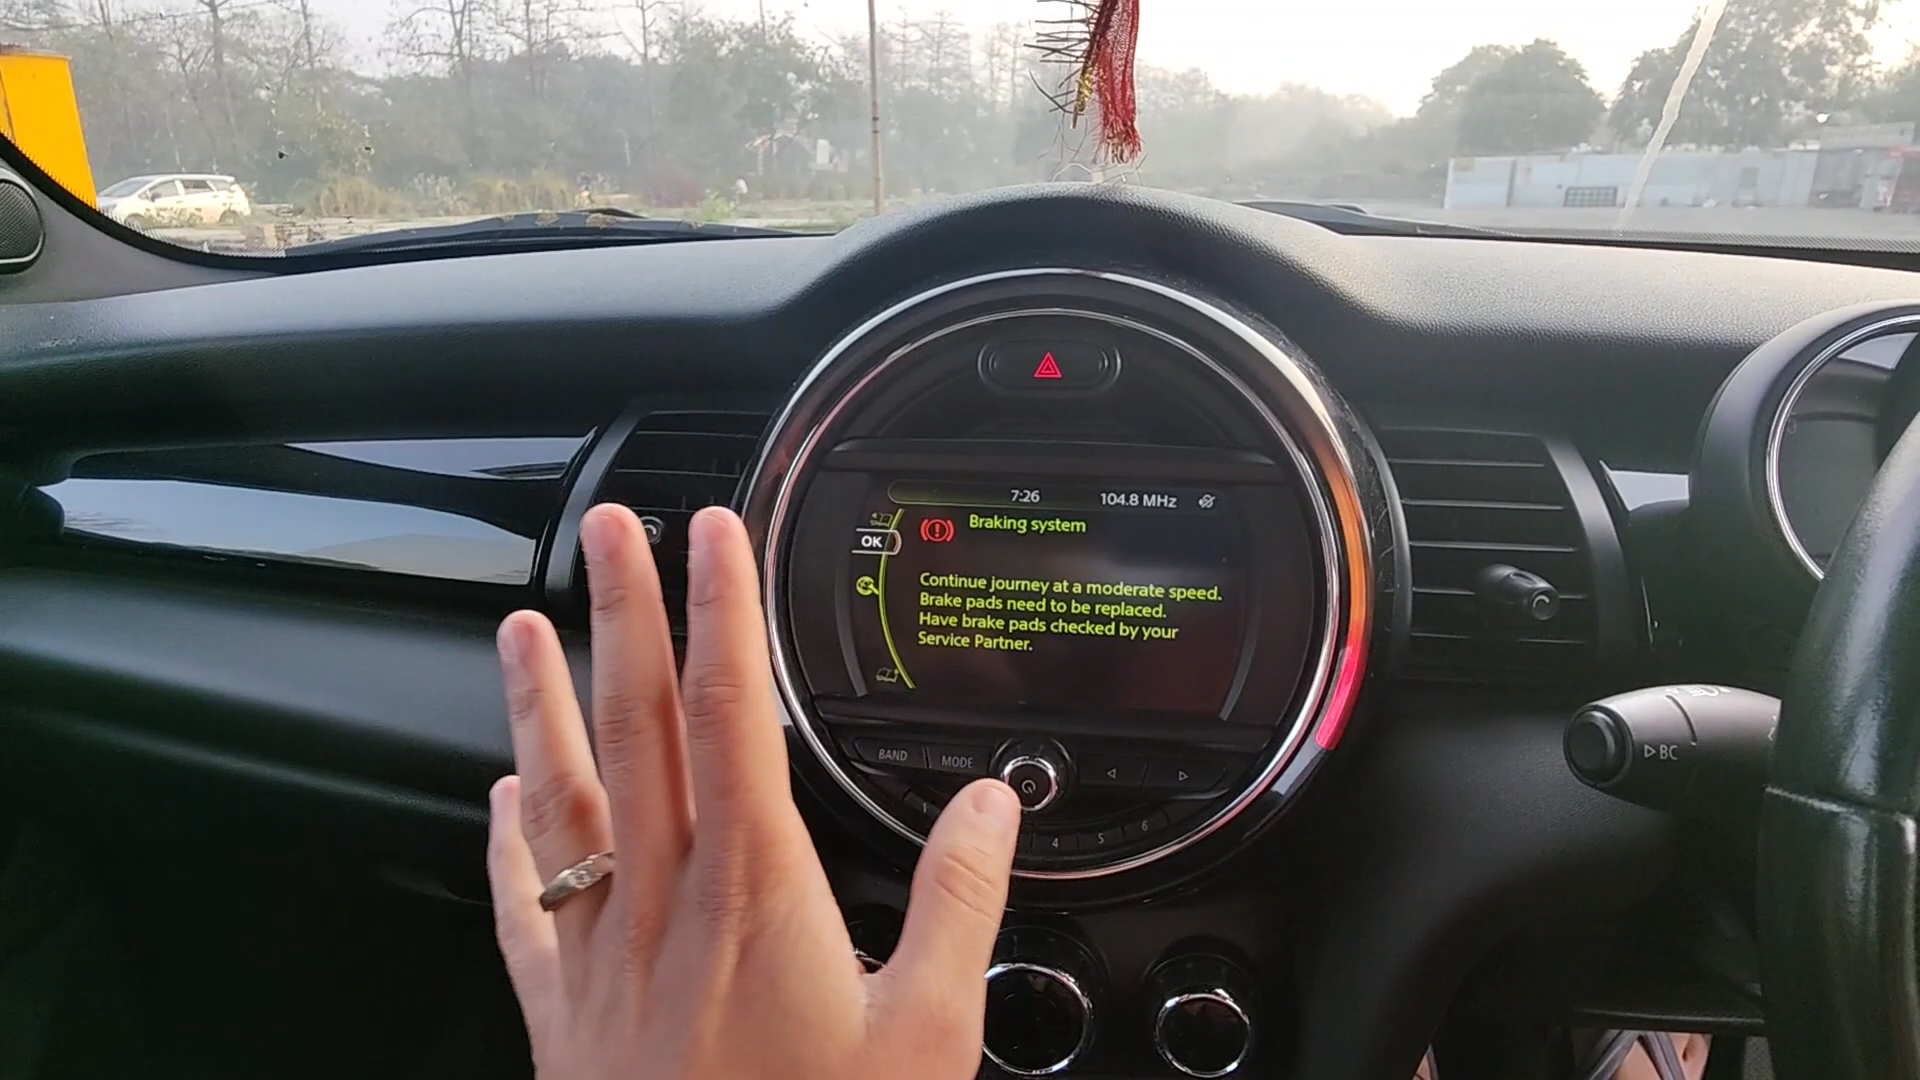 7:26 104.8 MHz
Braking system
OK
Continue journey at a moderate speed.
Brake pads need to be replaced.
Have brake pads checked by your
Service Partner.
BAND MODE
1 4 5 6
BC